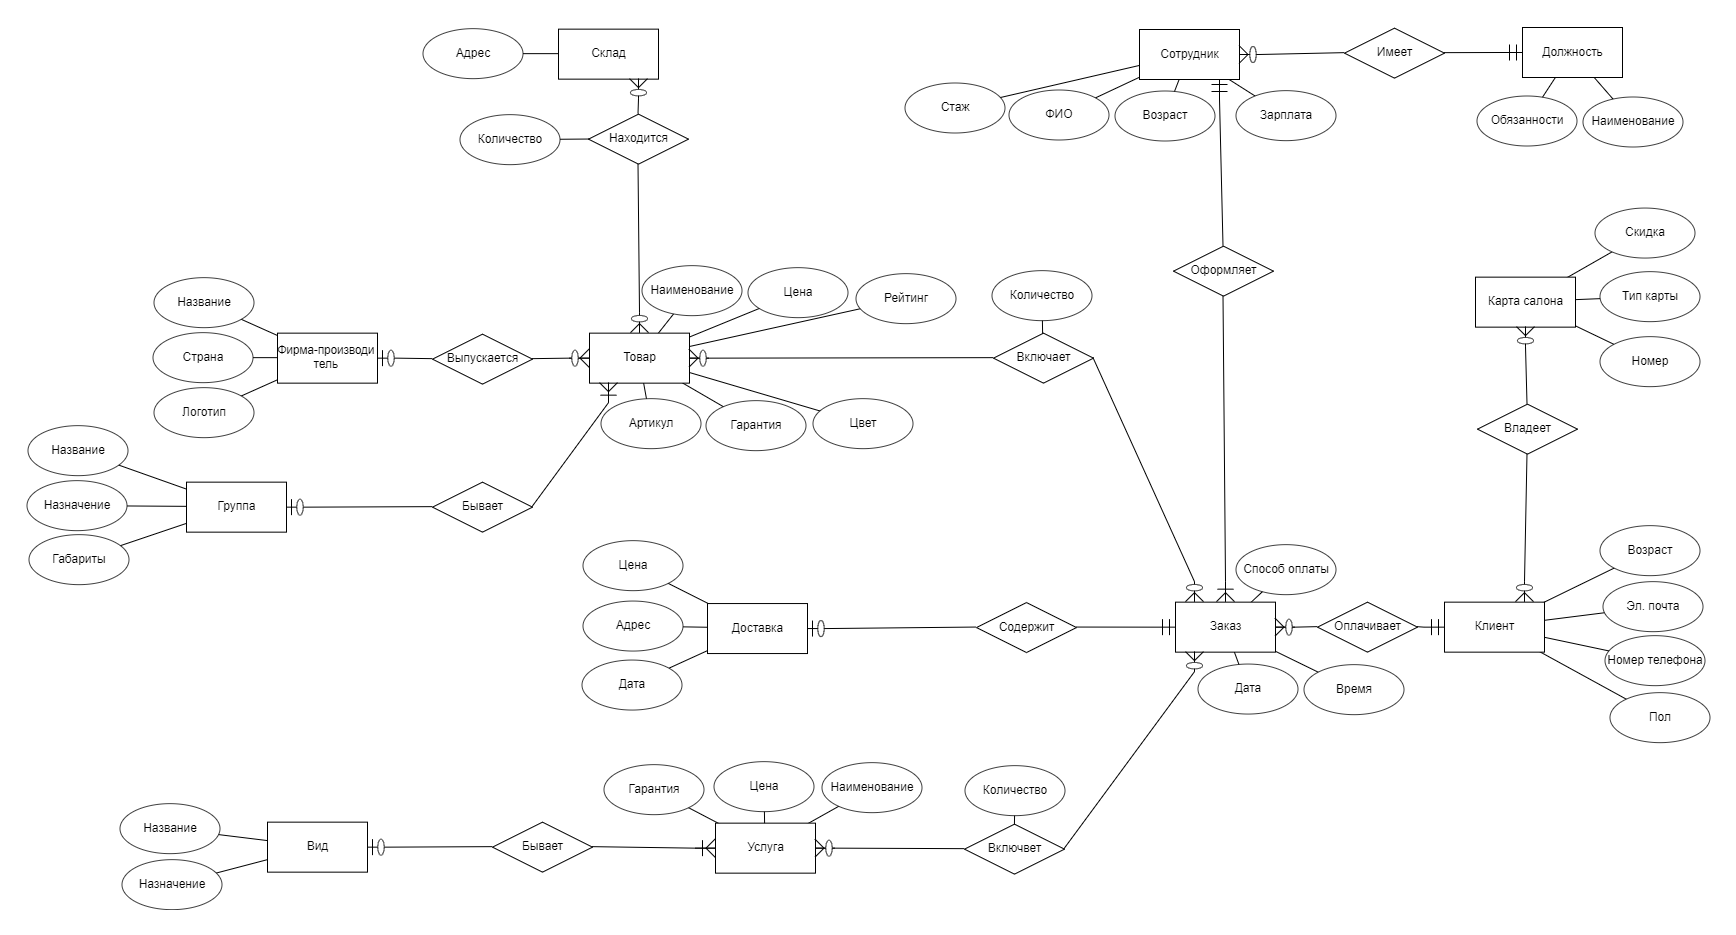 Адрес
Склад
Сотрудник
Имеет
Должность
Стаж
ФИО
Возраст
Зарплата
Обязанности
Наименование
Количество
Находится
Скидка
Оформляет
Карта салона
Тип карты
Номер
Название
Страна
Логотип
Фирма-производи
тель
Выпускается
Товар
Наименование
Цена
Рейтинг
Количество
Включает
Артикул
Гарантия
Цвет
Владеет
Название
Назначение
Габариты
Группа
Бывает
Цена
Адрес
Дата
Доставка
Содержит
Способ оплаты
Заказ
Оплачивает
Клиент
Возраст
Эл. почта
Номер телефона
Пол
Дата
Время
Название
Назначение
Вид
Бывает
Гарантия
Цена
Наименование
Услуга
Количество
Включвет